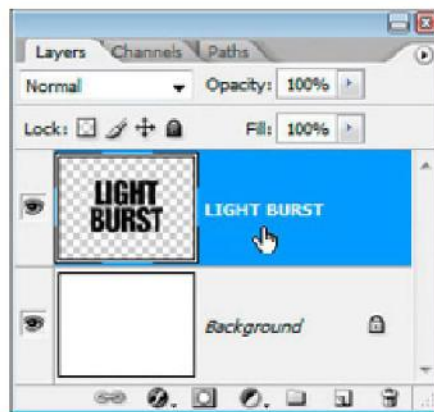 Layers Channels Paths
Normal Opacity: 100%
Lock: Fill: 100%
LIGHT
BURST
LIGHT BURST
Background